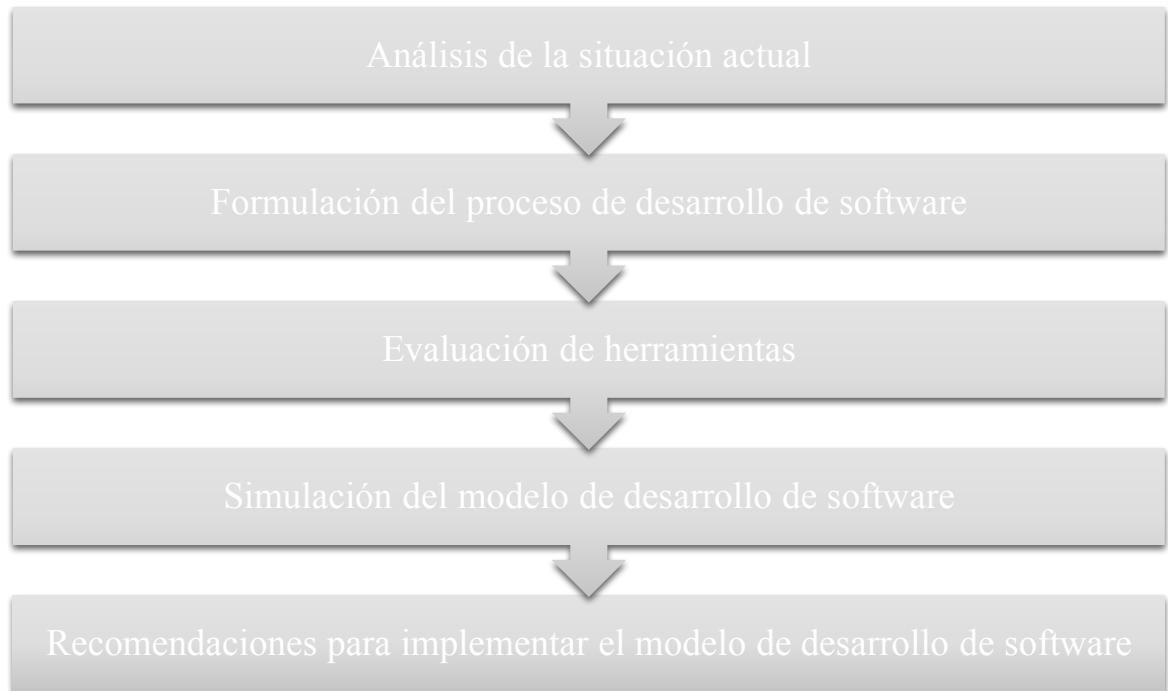 Análisis de la situación actual
Formulación del proceso de desarrollo de software
Evaluación de herramientas
Simulación del modelo de desarrollo de software
Recomendaciones para implementar el modelo de desarrollo de software